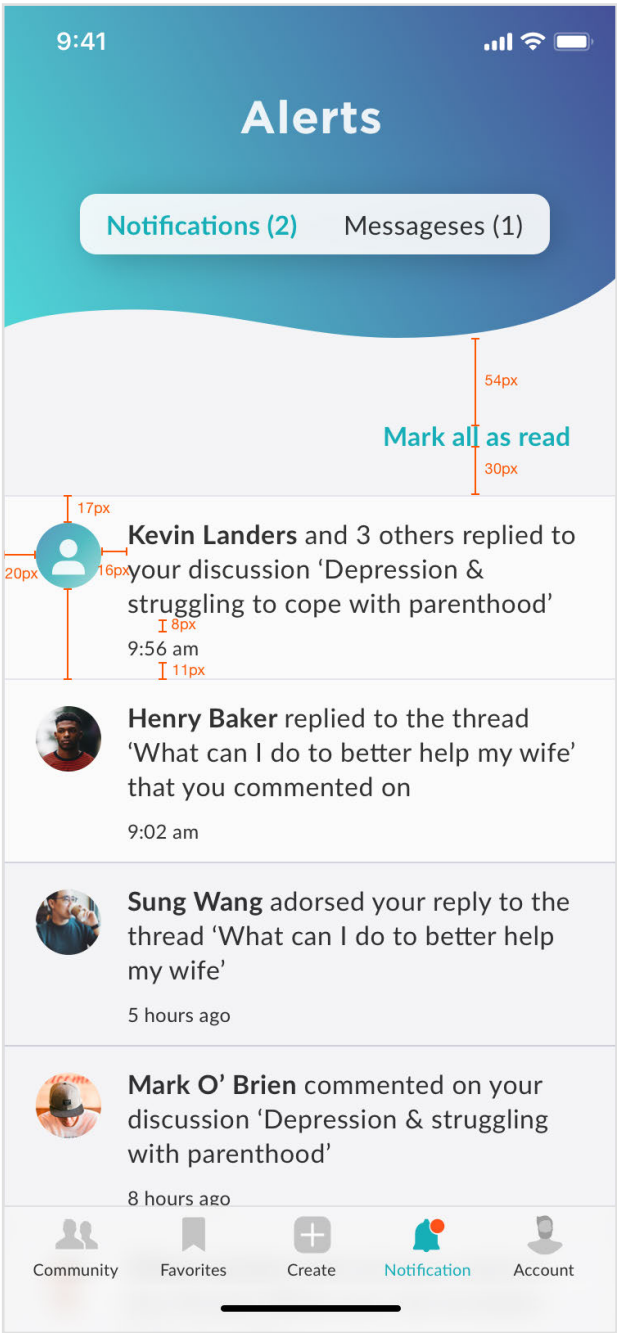 9:41
Alerts
Notifications (2) Messageses (1)
54px
Mark all as read
30px
17px
Kevin Landers and 3 others replied to
20px 16px your discussion ‘Depression &
struggling to cope with parenthood’
8px
9:56 am
11px
Henry Baker replied to the thread
‘What can I do to better help my wife’
that you commented on
9:02 am
Sung Wang adorsed your reply to the
thread ‘What can I do to better help
my wife’
5 hours ago
Mark O’ Brien commented on your
discussion ‘Depression & struggling
with parenthood’
8 hours ago
Community Favorites Create Notification Account